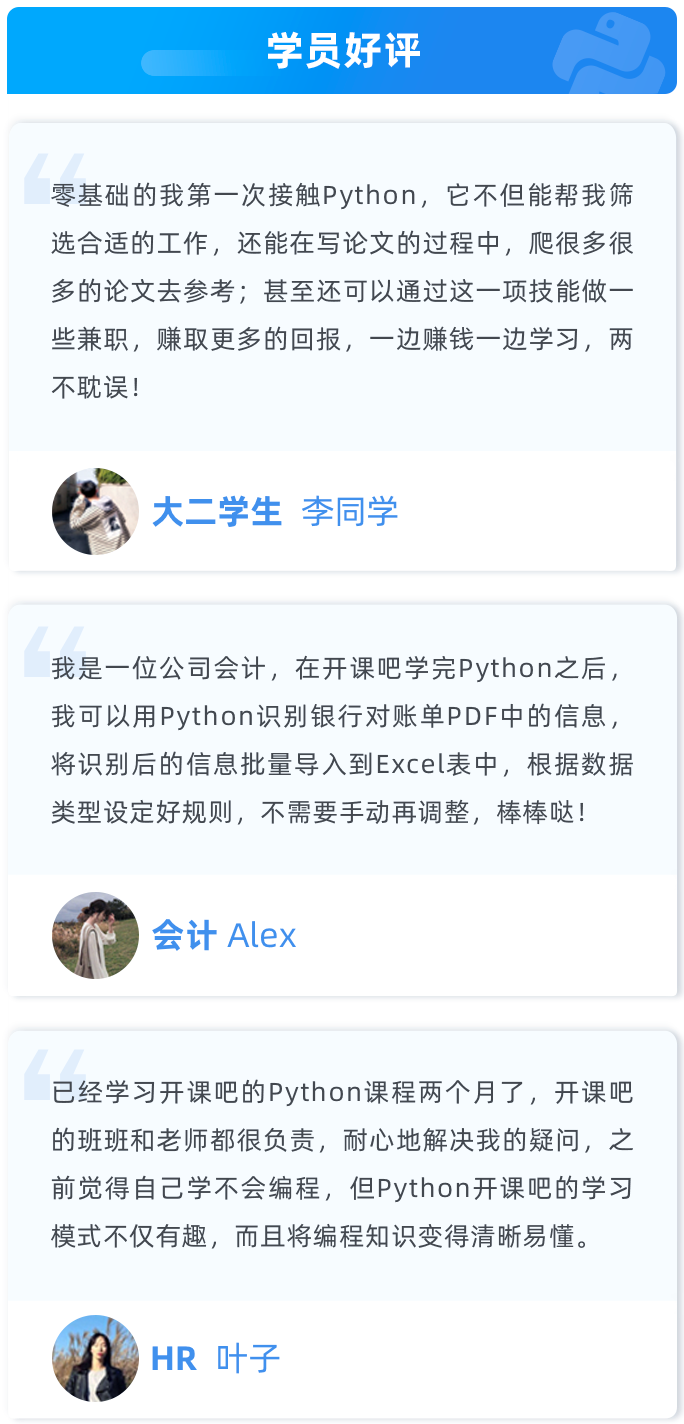 学员好评
零基础的我第一次接触Python，它不但能帮我筛
选合适的工作，还能在写论文的过程中，爬很多很
多的论文去参考；甚至还可以通过这一项技能做一
些兼职，赚取更多的回报，一边赚钱一边学习，两
不耽误！
大二学生 李同学
我是一位公司会计，在开课吧学完Python之后，
我可以用Python识别银行对账单PDF中的信息，
将识别后的信息批量导入到Excel表中，根据数据
类型设定好规则，不需要手动再调整，棒棒哒！
会计 Alex
已经学习开课吧的Python课程两个月了，开课吧
的班班和老师都很负责，耐心地解决我的疑问，之
前觉得自己学不会编程，但Python开课吧的学习
模式不仅有趣，而且将编程知识变得清晰易懂。
HR 叶子